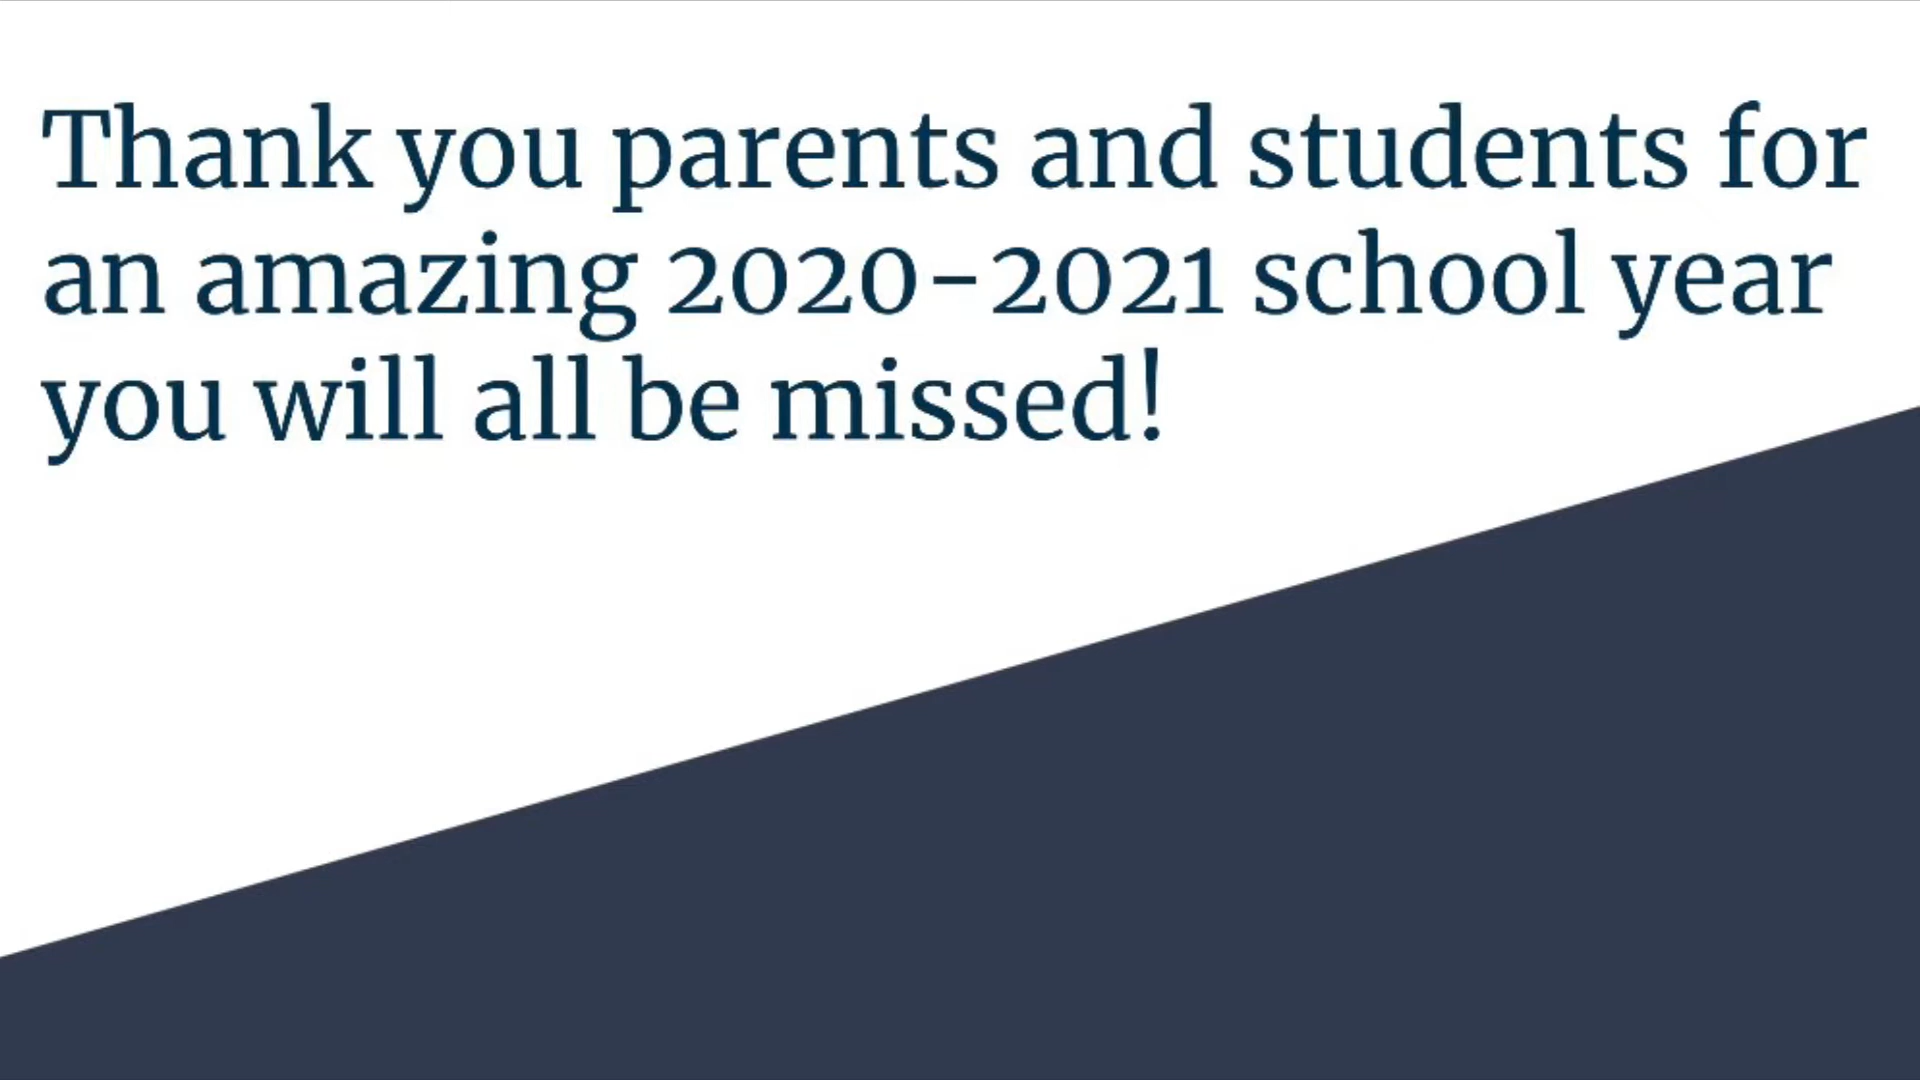 Thank you parents and students for
an amazing 2020-2021 school year
you will all be missed!